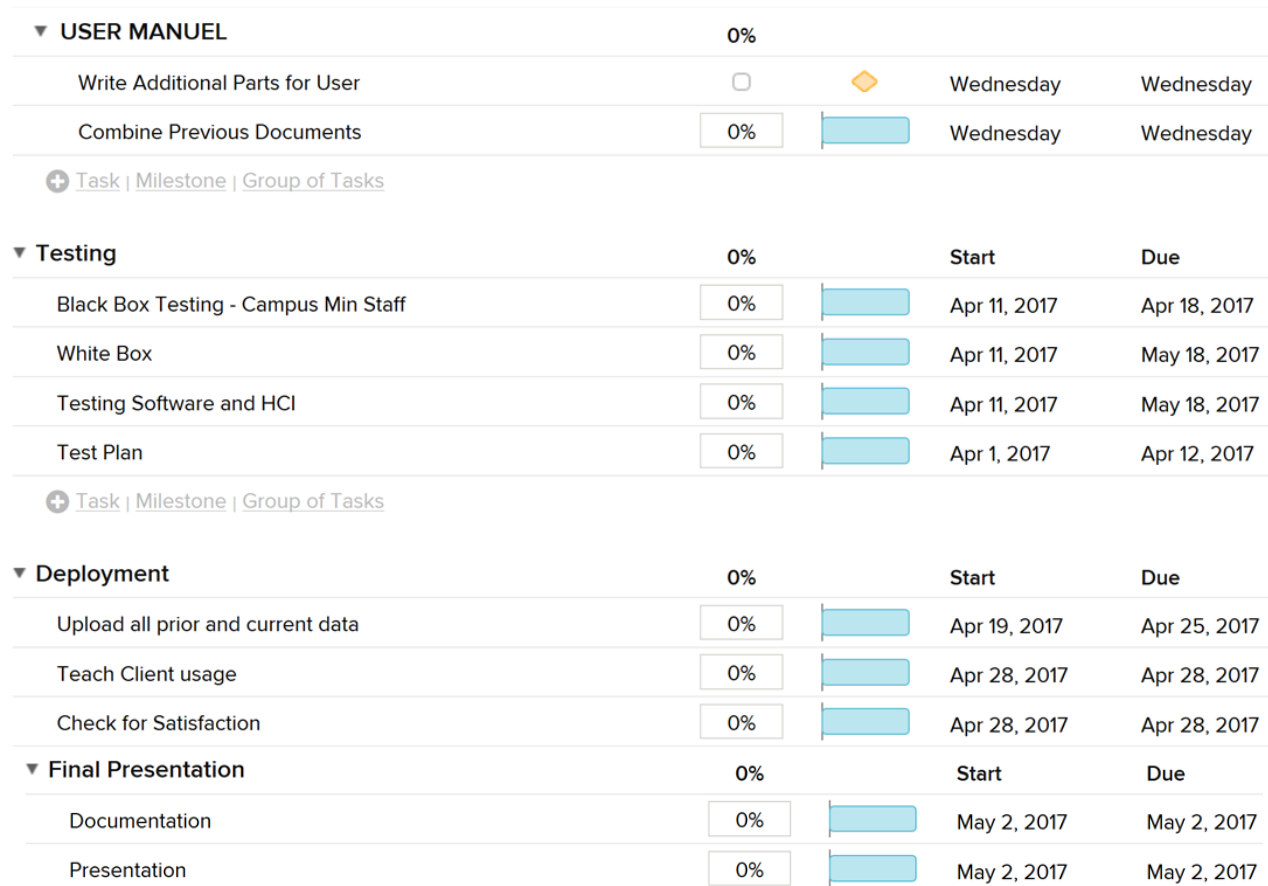 USER MANUEL 0%
Write Additional Parts for User Wednesday Wednesday
Combine Previous Documents 0% Wednesday Wednesday
Task | Milestone | Group of Tasks
Testing 0% Start Due
Black Box Testing - Campus Min Staff 0% Apr 11, 2017 Apr 18, 2017
White Box 0% Apr 11, 2017 May 18, 2017
Testing Software and HCI 0% Apr 11, 2017 May 18, 2017
Test Plan 0% Apr 1, 2017 Apr 12, 2017
Task | Milestone | Group of Tasks
Deployment 0% Start Due
Upload all prior and current data 0% Apr 19, 2017 Apr 25, 2017
Teach Client usage 0% Apr 28, 2017 Apr 28, 2017
Check for Satisfaction 0% Apr 28, 2017 Apr 28, 2017
Final Presentation 0% Start Due
Documentation 0% May 2, 2017 May 2, 2017
Presentation 0% May 2, 2017 May 2, 2017